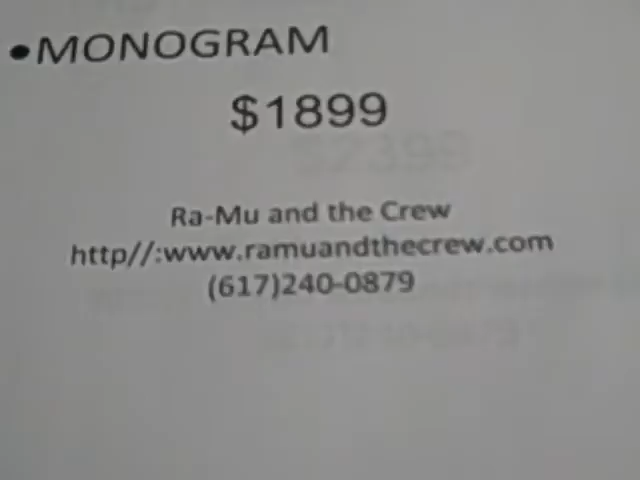 •MONOGRAM
$1899
Ra-Mu and the Crew
http//:www.ramuandthecrew.com
(617)240-0879